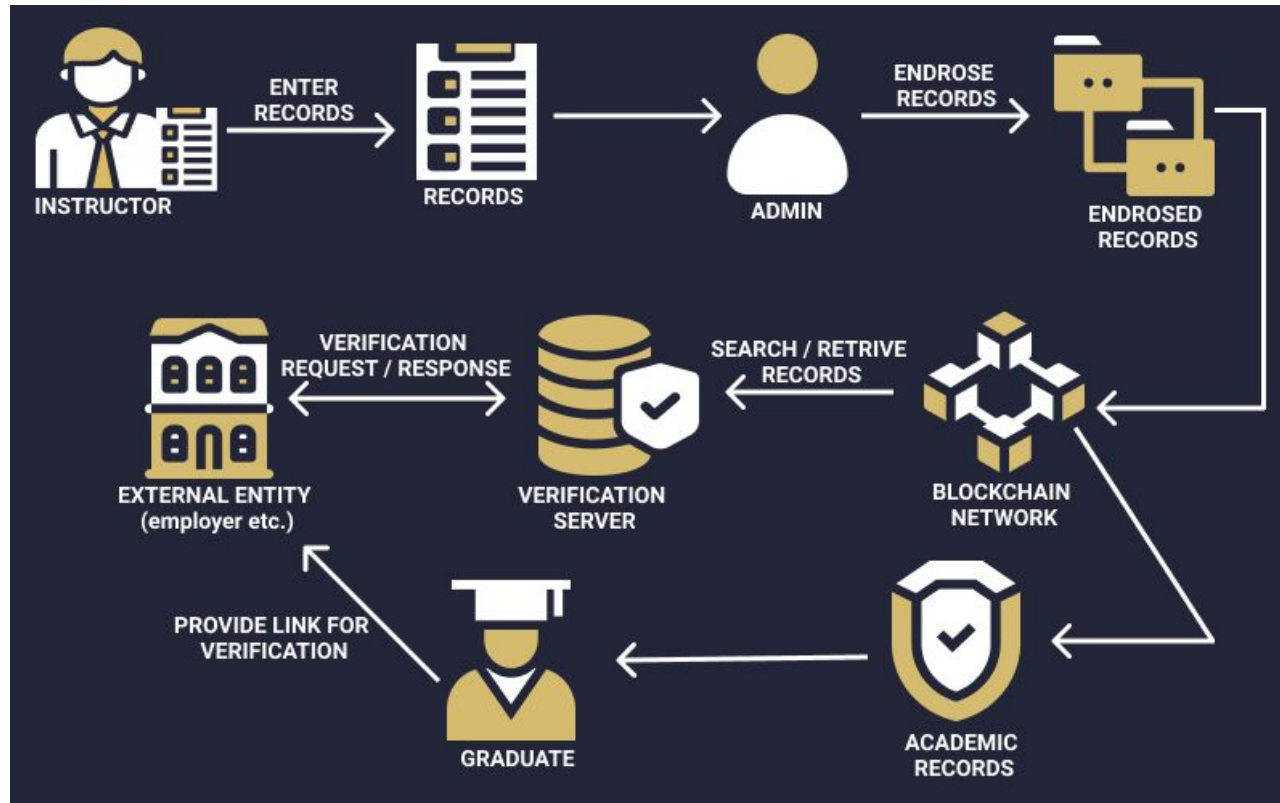 ENTER
RECORDS
ENDROSE
RECORDS
INSTRUCTOR
RECORDS
ADMIN
ENDROSED
RECORDS
VERIFICATION
REQUEST / RESPONSE
SEARCH / RETRIVE
RECORDS
EXTERNAL ENTITY
(employer etc.)
VERIFICATION
SERVER
BLOCKCHAIN
NETWORK
PROVIDE LINK FOR
VERIFICATION
GRADUATE
ACADEMIC
RECORDS